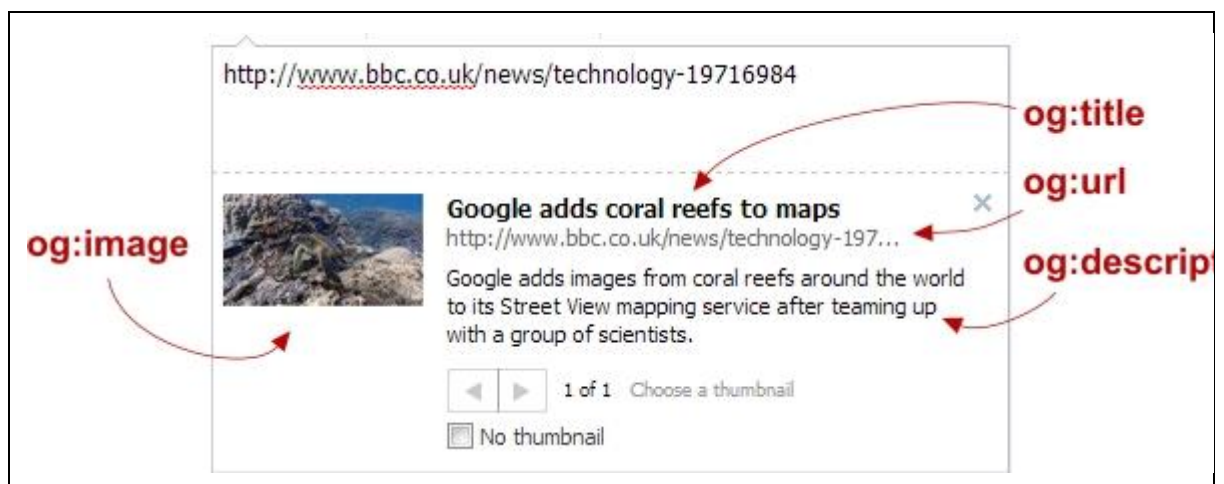 http://www.bbc.co.uk/news/technology-19716984
og:title
og:url
og:image
Google adds coral reefs to maps
http://www.bbc.co.uk/news/technology-197...
og:descript
Google adds images from coral reefs around the world
to its Street View mapping service after teaming up
with a group of scientists.
1 of 1 Choose a thumbnail
No thumbnail